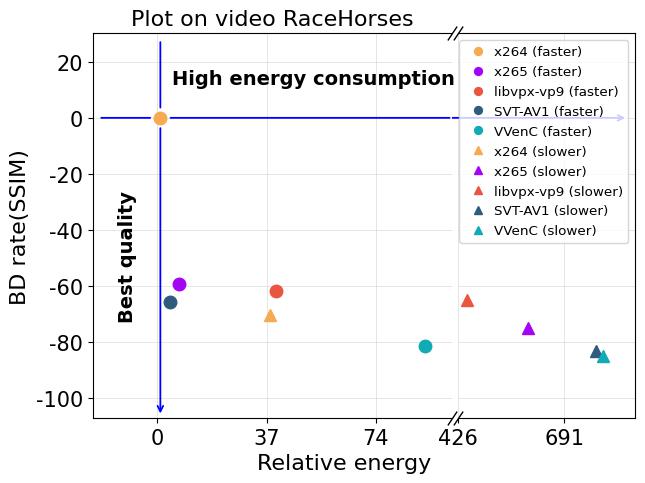 Plot on video RaceHorses
High energy consumption
x264 (faster)
x265 (faster)
libvpx-vp9 (faster)
SVT-AV1 (faster)
VVenC (faster)
x264 (slower)
x265 (slower)
libvpx-vp9 (slower)
SVT-AV1 (slower)
VVenC (slower)
BD rate(SSIM)
20
0
-20
-40
-60
-80
-100
Best quality
0 37 74 426 691
Relative energy